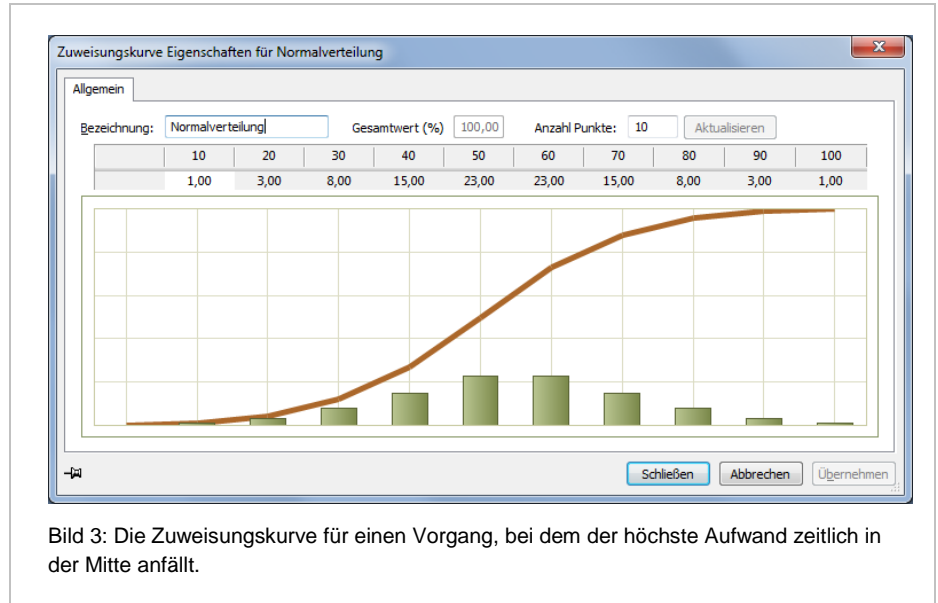 Zuweisungskurve Eigenschaften für Normalverteilung
Allgemein
Bezeichnung: Normalverteilung Gesamtwert (%) 100,00 Anzahl Punkte: 10 Aktualisieren
10 20 30 40 50 60 70 80 90 100
1,00 3,00 8,00 15,00 23,00 23,00 15,00 8,00 3,00 1,00
Schließen Abbrechen Übernehmen
Bild 3: Die Zuweisungskurve für einen Vorgang, bei dem der höchste Aufwand zeitlich in
der Mitte anfällt.